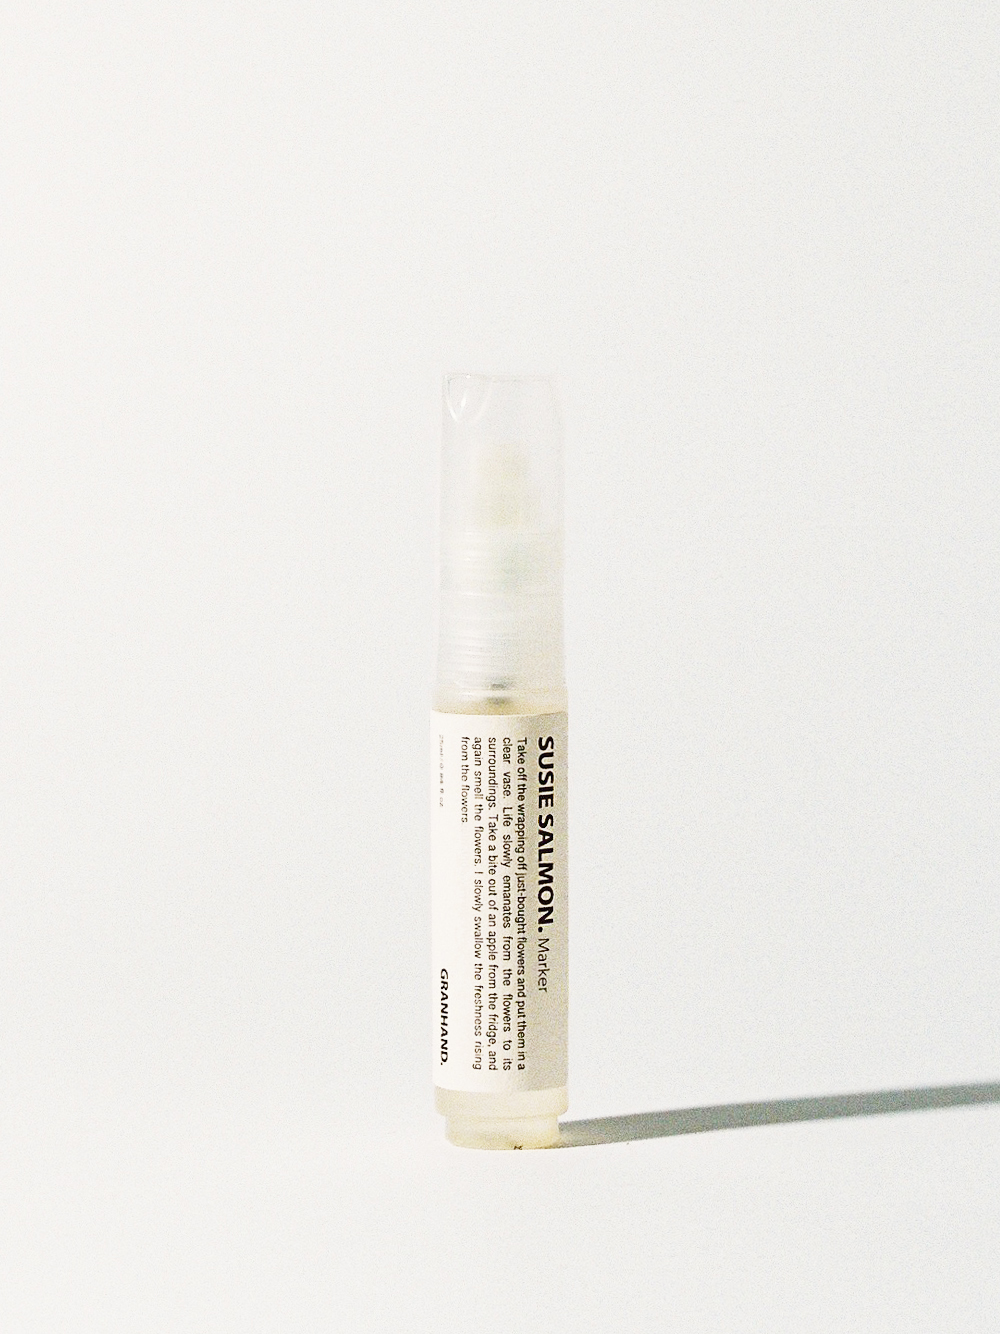 SUSIE SALMON. Marker
Take off the wrapping off just-bought flowers and put them in a
clear vase. Life slowly emanates from the flowers to its
surroundings. Take a bite out of an apple from the fridge, and
again smell the flowers. I slowly swallow the freshness rising
from the flowers.
GRANHAND.